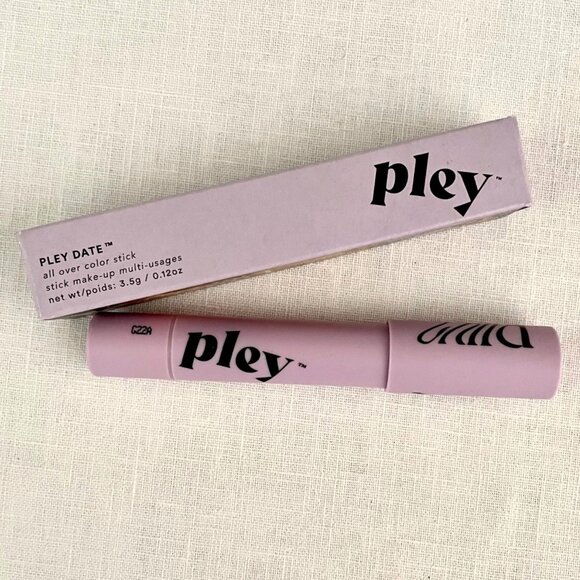 pley™
PLEY DATE™
all over color stick
stick make-up multi-usages
net wt/poids: 3.5g / 0.12oz
G22A
pley™